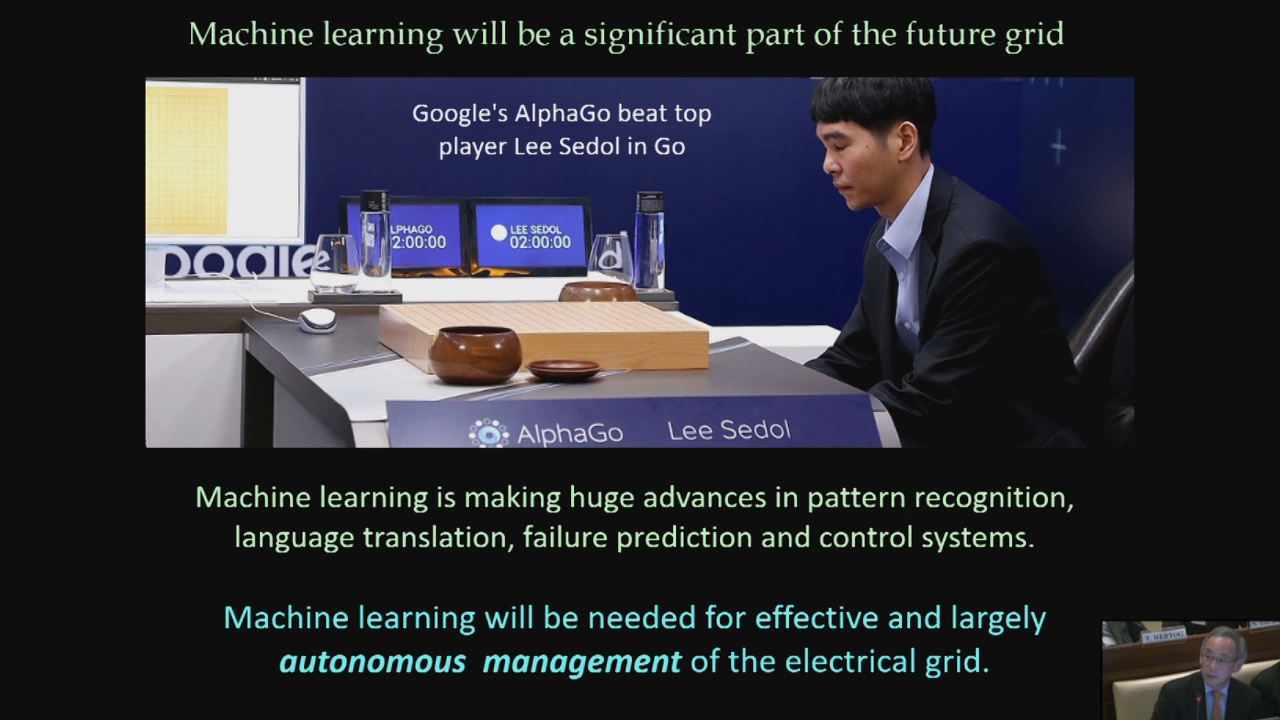 Machine learning will be a significant part of the future grid
Google's AlphaGo beat top
player Lee Sedol in Go
LPHAGO
2:00:00
LEE SEDOL
02:00:00
oogle
d
AlphaGo Lee Sedol
Machine learning is making huge advances in pattern recognition,
language translation, failure prediction and control systems.
Machine learning will be needed for effective and largely
autonomous management of the electrical grid.
T. HERTOG